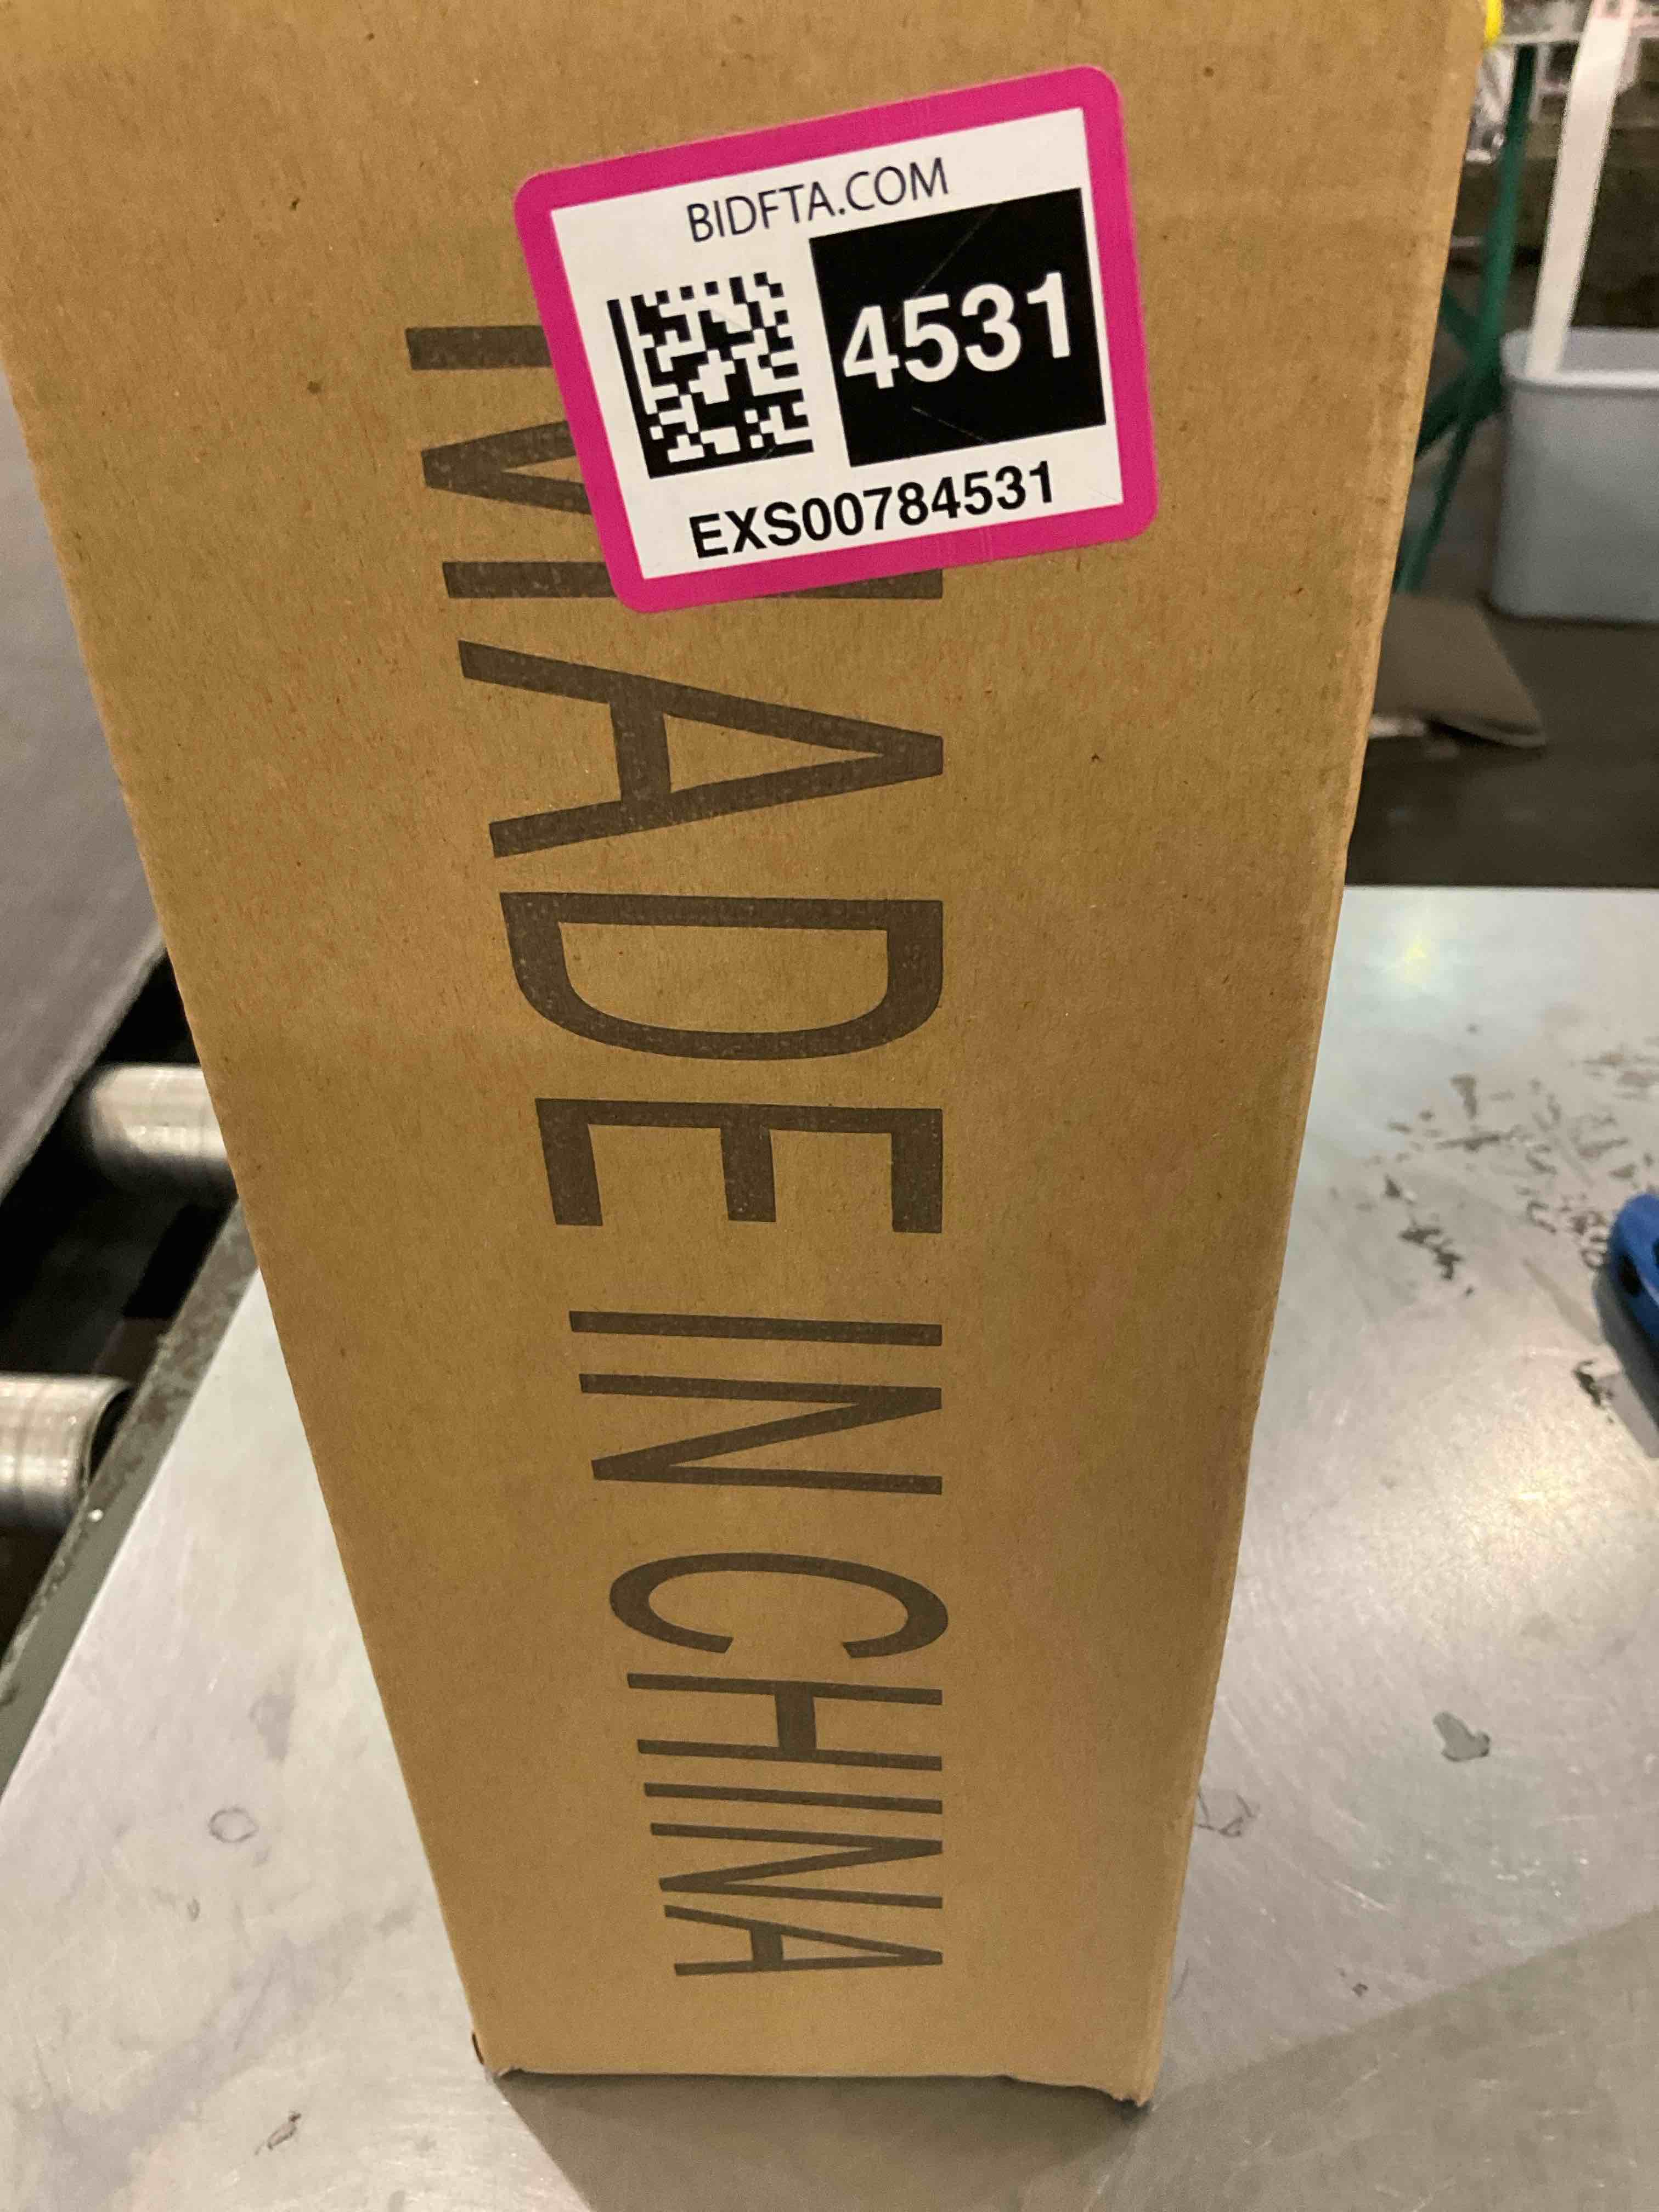 BIDFTA.COM
4531
EXS00784531
MADE IN CHINA